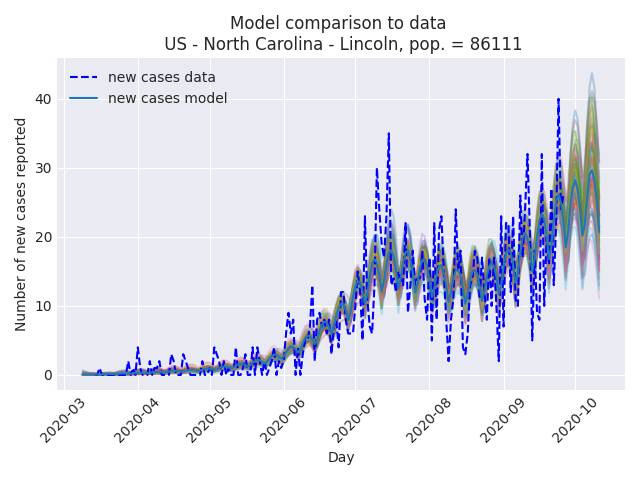 Model comparison to data
US - North Carolina - Lincoln, pop. = 86111
new cases data
new cases model
Number of new cases reported
40
30
20
10
0
2020-03
2020-04
2020-05
2020-06
2020-07
2020-08
2020-09
2020-10
Day